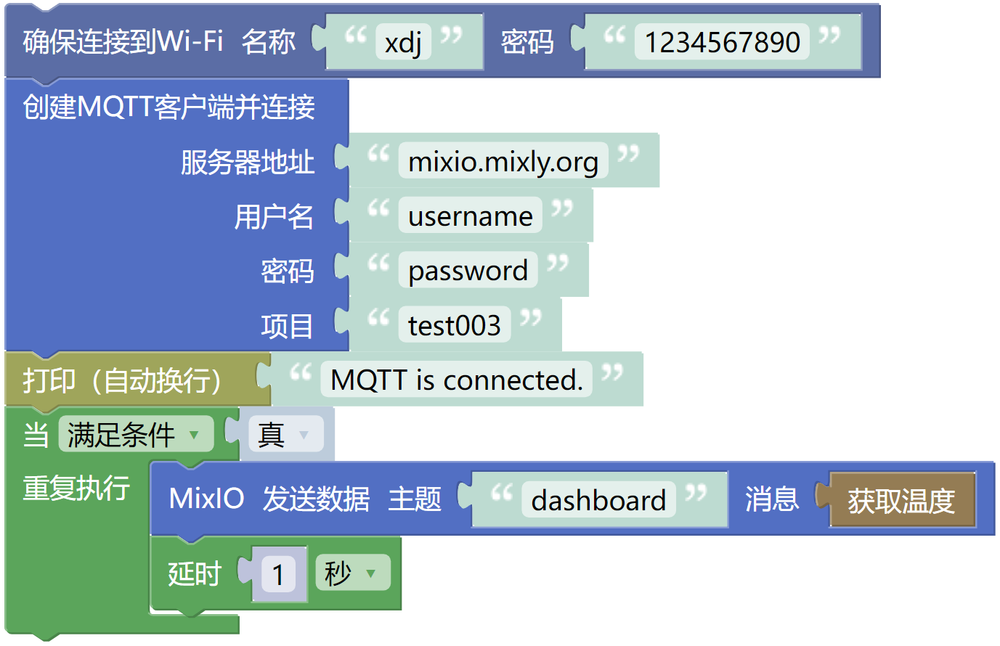 确保连接到Wi-Fi 名称 “ xdj ” 密码 “ 1234567890 ”
创建MQTT客户端并连接
服务器地址 “ mixio.mixly.org ”
用户名 “ username ”
密码 “ password ”
项目 “ test003 ”
打印（自动换行） “ MQTT is connected. ”
当 满足条件 真
重复执行 MixIO 发送数据 主题 “ dashboard ” 消息 获取温度
延时 1 秒